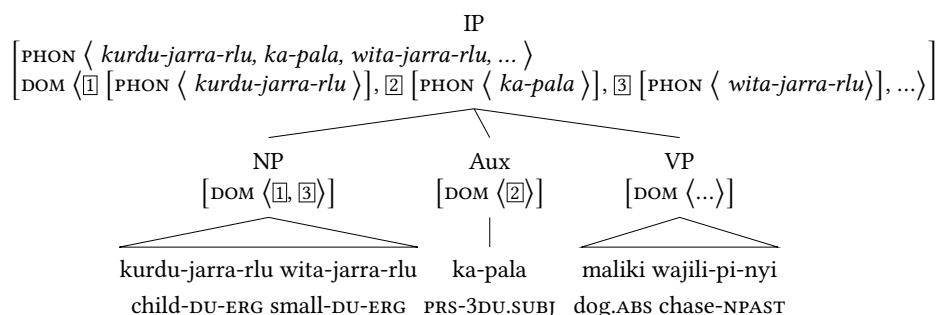 IP
PHON ⟨ kurdu-jarra-rlu, ka-pala, wita-jarra-rlu, ... ⟩
DOM ⟨ 1 [PHON ⟨ kurdu-jarra-rlu ⟩], 2 [PHON ⟨ ka-pala ⟩], 3 [PHON ⟨ wita-jarra-rlu⟩], ...⟩
NP Aux VP
[DOM ⟨1, 3⟩] [DOM ⟨2⟩] [DOM ⟨...⟩]
kurdu-jarra-rlu wita-jarra-rlu ka-pala maliki wajili-pi-nyi
child-DU-ERG small-DU-ERG PRS-3DU.SUBJ dog.ABS chase-NPAST